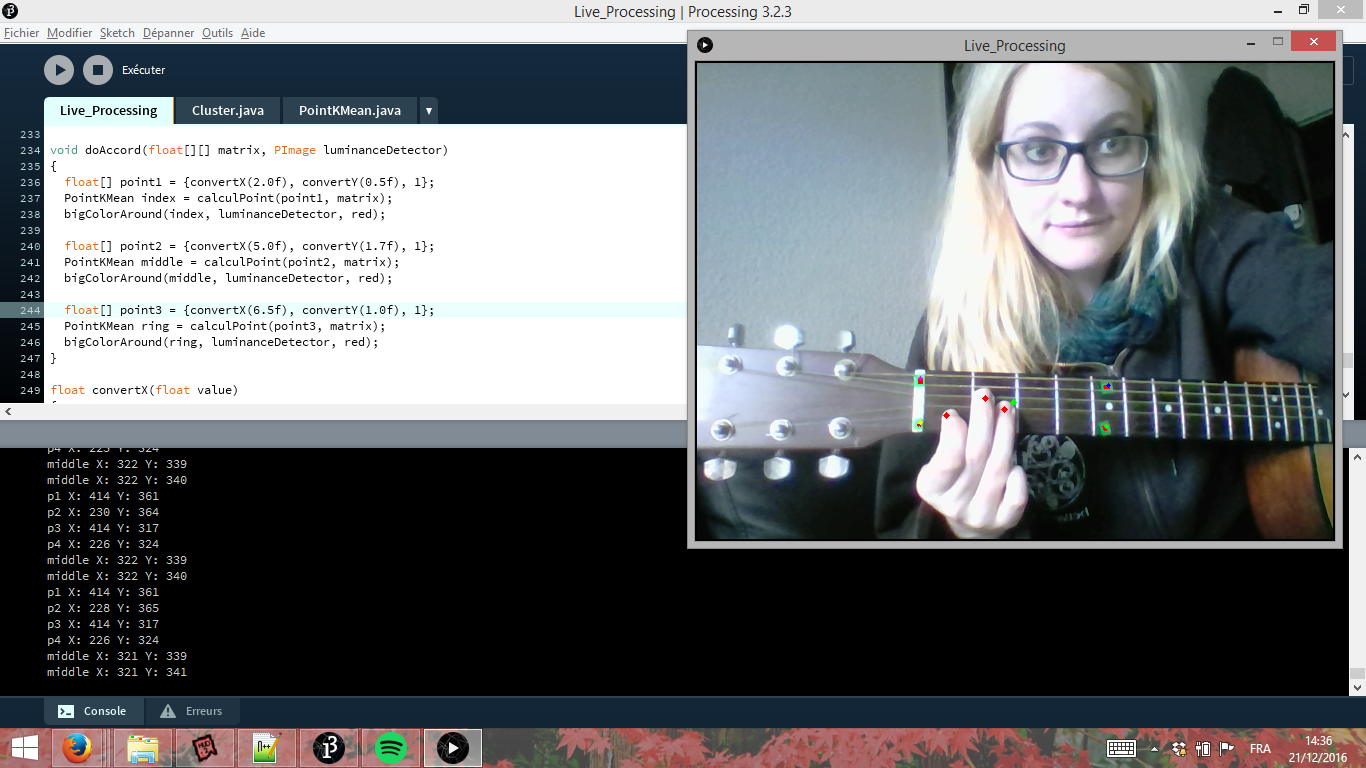 Live_Processing | Processing 3.2.3
Fichier Modifier Sketch Dépanner Outils Aide
Exécuter
Live_Processing Cluster.java PointKMean.java ▼
233
234 void doAccord(float[][] matrix, PImage luminanceDetector)
235 {
236 float[] point1 = {convertX(2.0f), convertY(0.5f), 1};
237 PointKMean index = calculPoint(point1, matrix);
238 bigColorAround(index, luminanceDetector, red);
239
240 float[] point2 = {convertX(5.0f), convertY(1.7f), 1};
241 PointKMean middle = calculPoint(point2, matrix);
242 bigColorAround(middle, luminanceDetector, red);
243
244 float[] point3 = {convertX(6.5f), convertY(1.0f), 1};
245 PointKMean ring = calculPoint(point3, matrix);
246 bigColorAround(ring, luminanceDetector, red);
247 }
248
249 float convertX(float value)
p4 X: 225 Y: 324
middle X: 322 Y: 339
middle X: 322 Y: 340
p1 X: 414 Y: 361
p2 X: 230 Y: 364
p3 X: 414 Y: 317
p4 X: 226 Y: 324
middle X: 322 Y: 339
middle X: 322 Y: 340
p1 X: 414 Y: 361
p2 X: 228 Y: 365
p3 X: 414 Y: 317
p4 X: 226 Y: 324
middle X: 321 Y: 339
middle X: 321 Y: 341
Console Erreurs
Live_Processing
FRA
14:36
21/12/2016